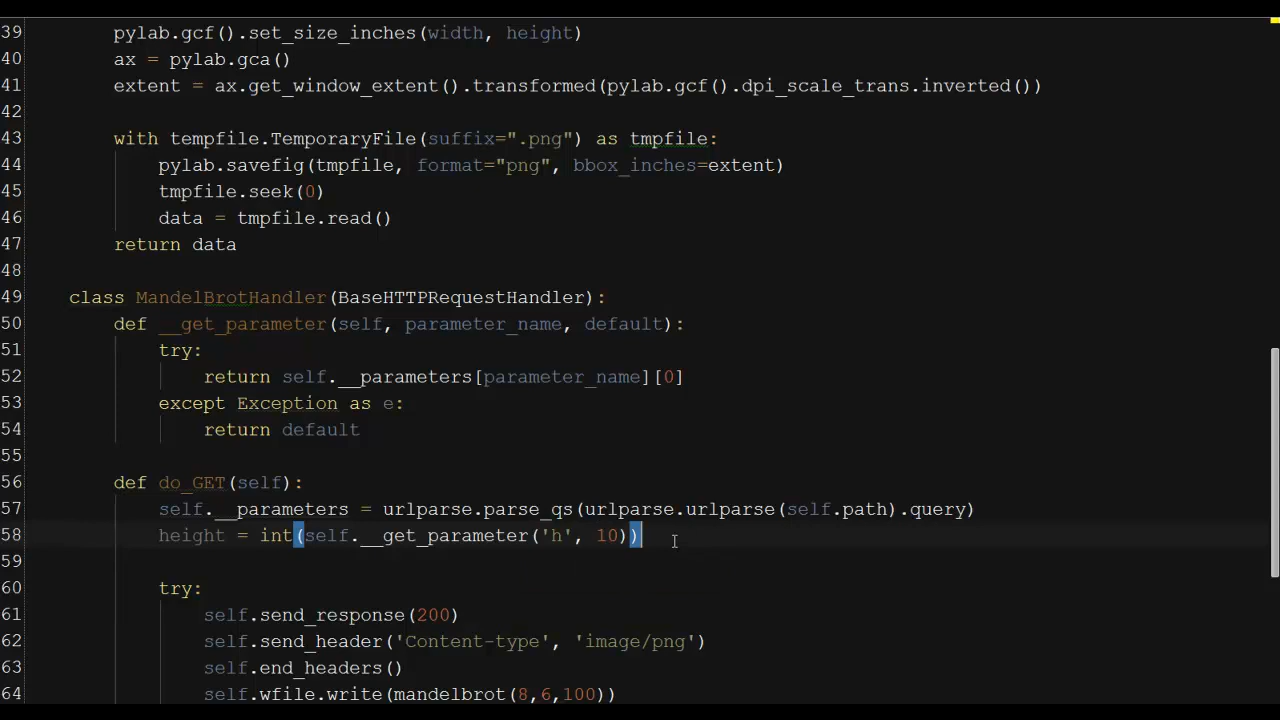 39 pylab.gcf().set_size_inches(width, height)
40 ax = pylab.gca()
41 extent = ax.get_window_extent().transformed(pylab.gcf().dpi_scale_trans.inverted())
42
43 with tempfile.TemporaryFile(suffix=".png") as tmpfile:
44 pylab.savefig(tmpfile, format="png", bbox_inches=extent)
45 tmpfile.seek(0)
46 data = tmpfile.read()
47 return data
48
49 class MandelBrotHandler(BaseHTTPRequestHandler):
50 def __get_parameter(self, parameter_name, default):
51 try:
52 return self.__parameters[parameter_name][0]
53 except Exception as e:
54 return default
55
56 def do_GET(self):
57 self.__parameters = urlparse.parse_qs(urlparse.urlparse(self.path).query)
58 height = int(self.__get_parameter('h', 10))
59
60 try:
61 self.send_response(200)
62 self.send_header('Content-type', 'image/png')
63 self.end_headers()
64 self.wfile.write(mandelbrot(8,6,100))